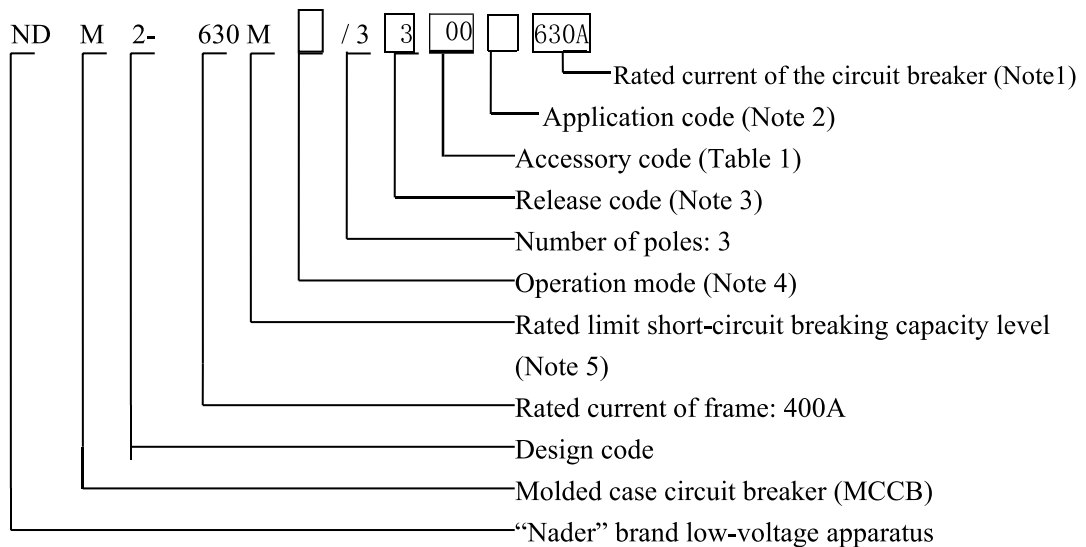 ND M 2- 630 M / 3 3 00 630A
Rated current of the circuit breaker (Note1)
Application code (Note 2)
Accessory code (Table 1)
Release code (Note 3)
Number of poles: 3
Operation mode (Note 4)
Rated limit short-circuit breaking capacity level
(Note 5)
Rated current of frame: 400A
Design code
Molded case circuit breaker (MCCB)
“Nader” brand low-voltage apparatus